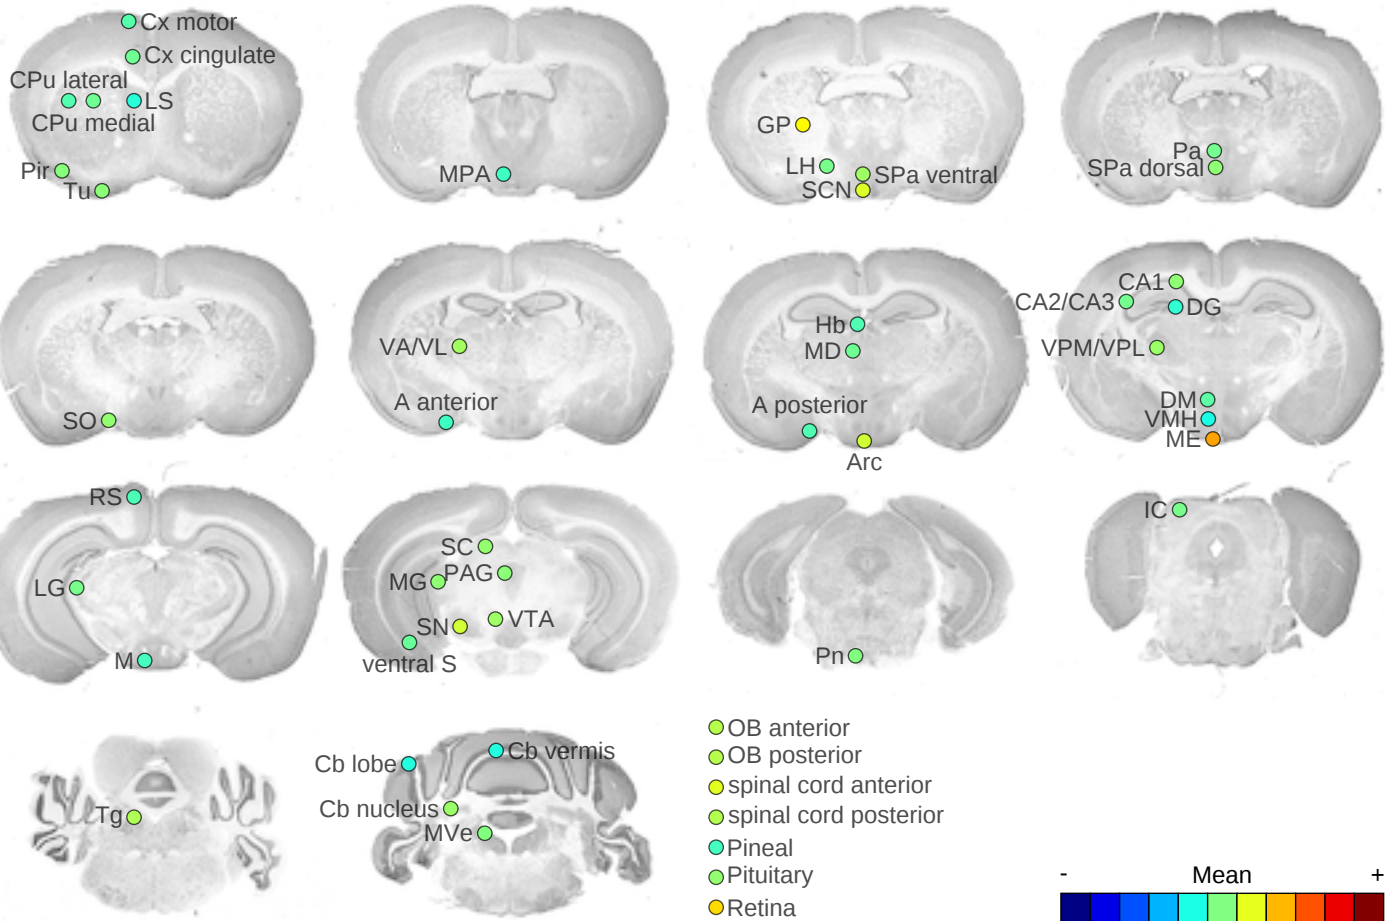 Cx motor
Cx cingulate
CPu lateral
LS
CPu medial
Pir
Tu
MPA
GP
LH
SPa ventral
SCN
Pa
SPa dorsal
SO
VA/VL
A anterior
Hb
MD
A posterior
Arc
CA1
CA2/CA3
DG
VPM/VPL
DM
VMH
ME
RS
LG
M
SC
MG PAG
SN VTA
ventral S
Pn
IC
Tg
Cb lobe Cb vermis
Cb nucleus
MVe
OB anterior
OB posterior
spinal cord anterior
spinal cord posterior
Pineal
Pituitary
Retina
- Mean +